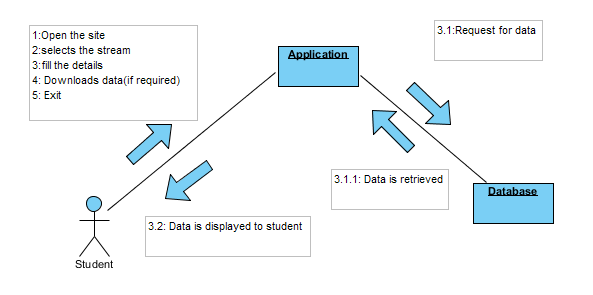 1:Open the site
2:selects the stream
3:fill the details
4: Downloads data(if required)
5: Exit
Application
3.1:Request for data
3.1.1: Data is retrieved
Database
3.2: Data is displayed to student
Student